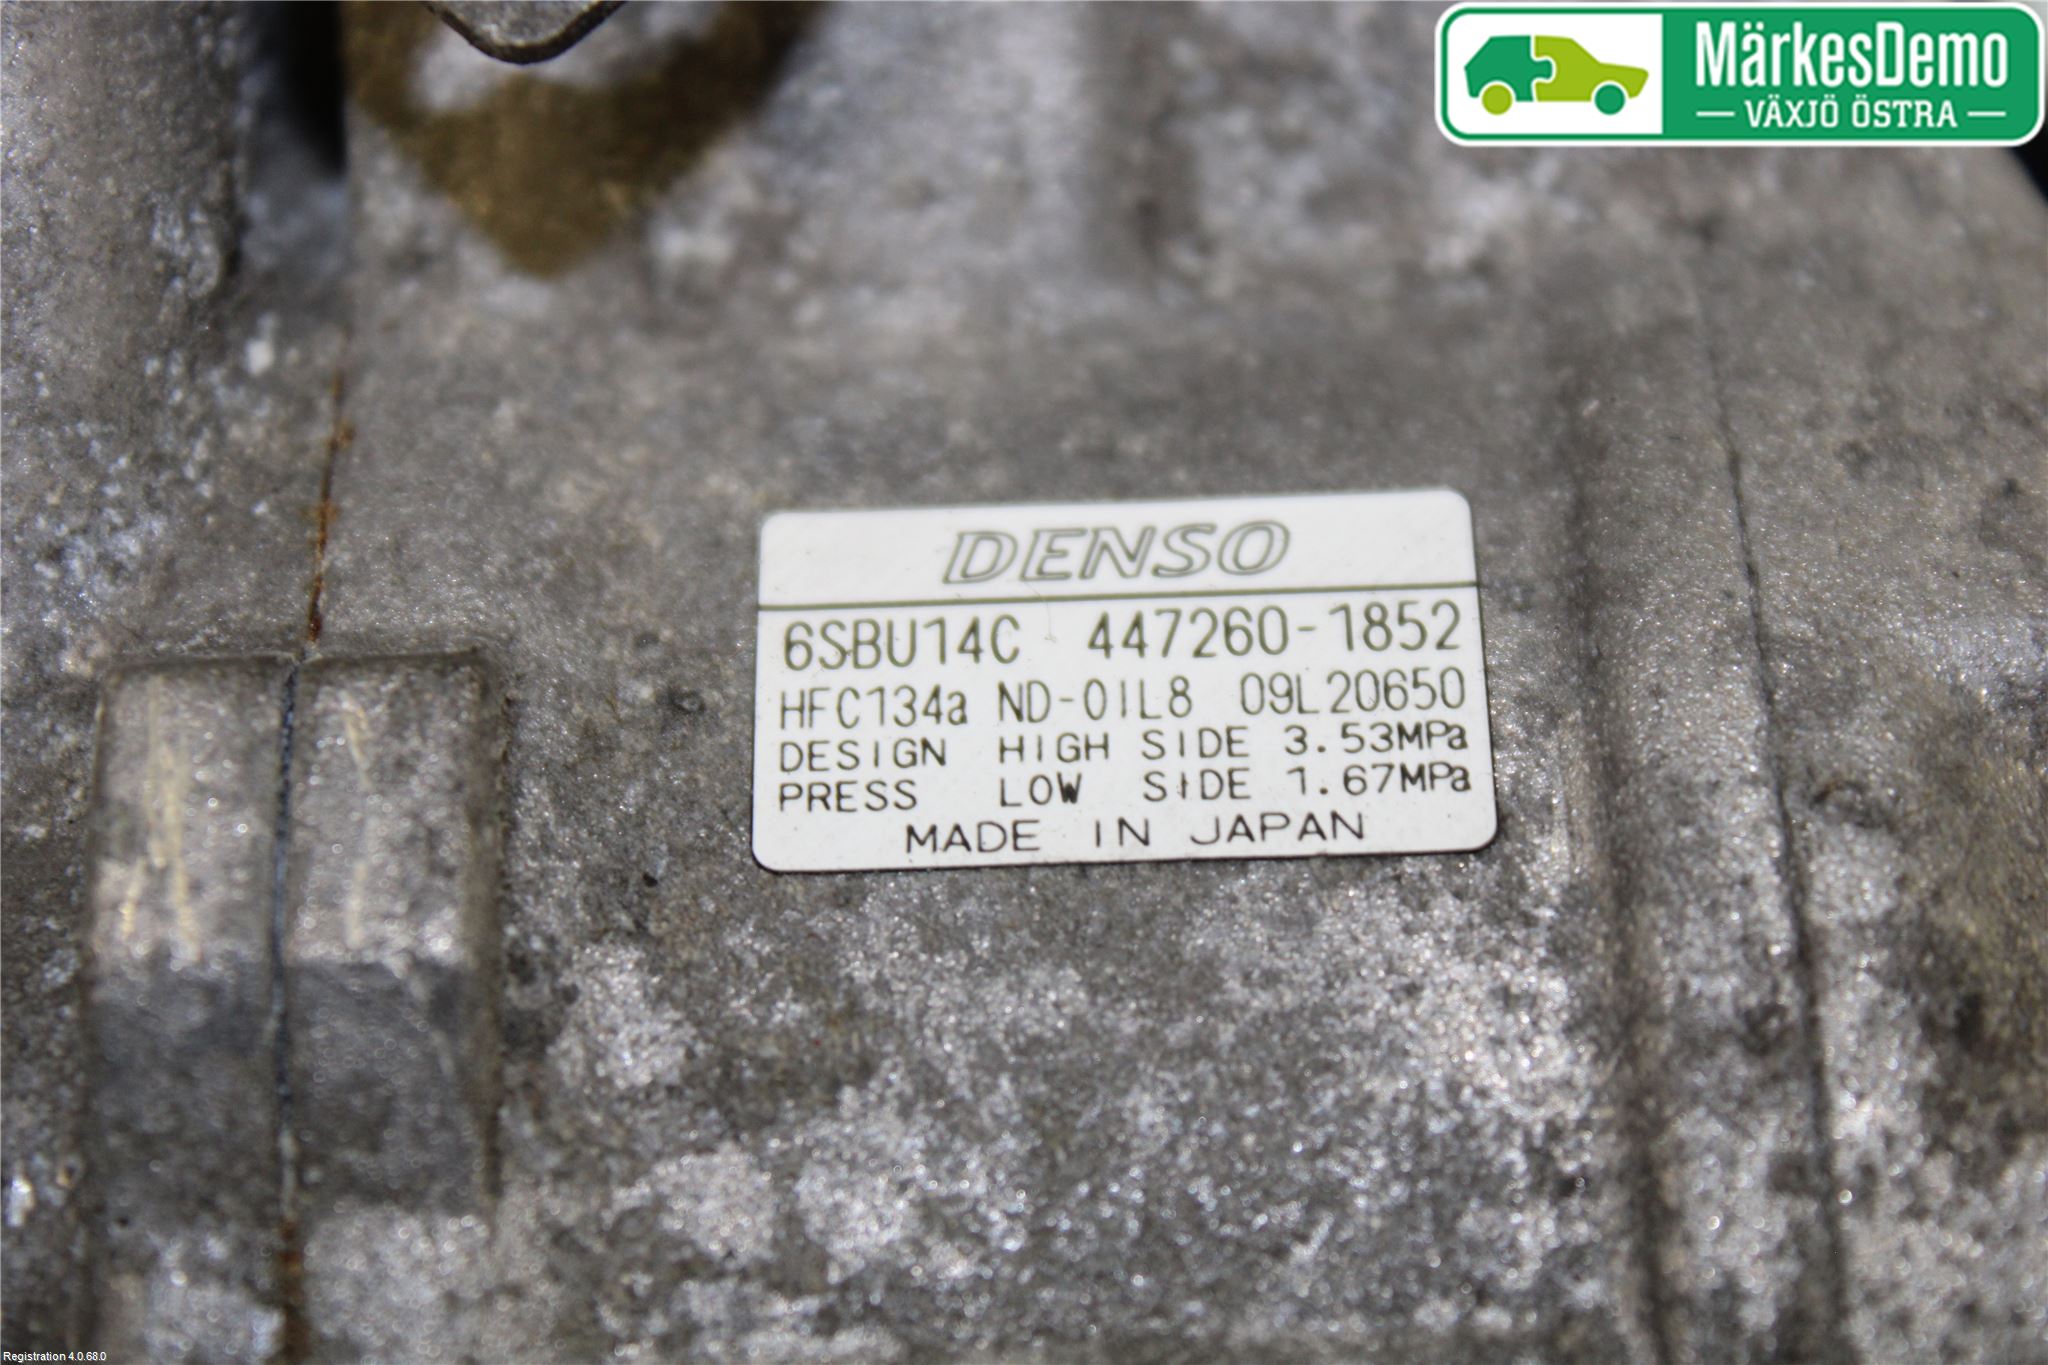 MärkesDemo
VÄXJÖ ÖSTRA
DENSO
6SBU14C 447260-1852
HFC134a ND-OIL8 09L20650
DESIGN HIGH SIDE 3.53MPa
PRESS LOW SIDE 1.67MPa
MADE IN JAPAN
Registration 4.0.68.0